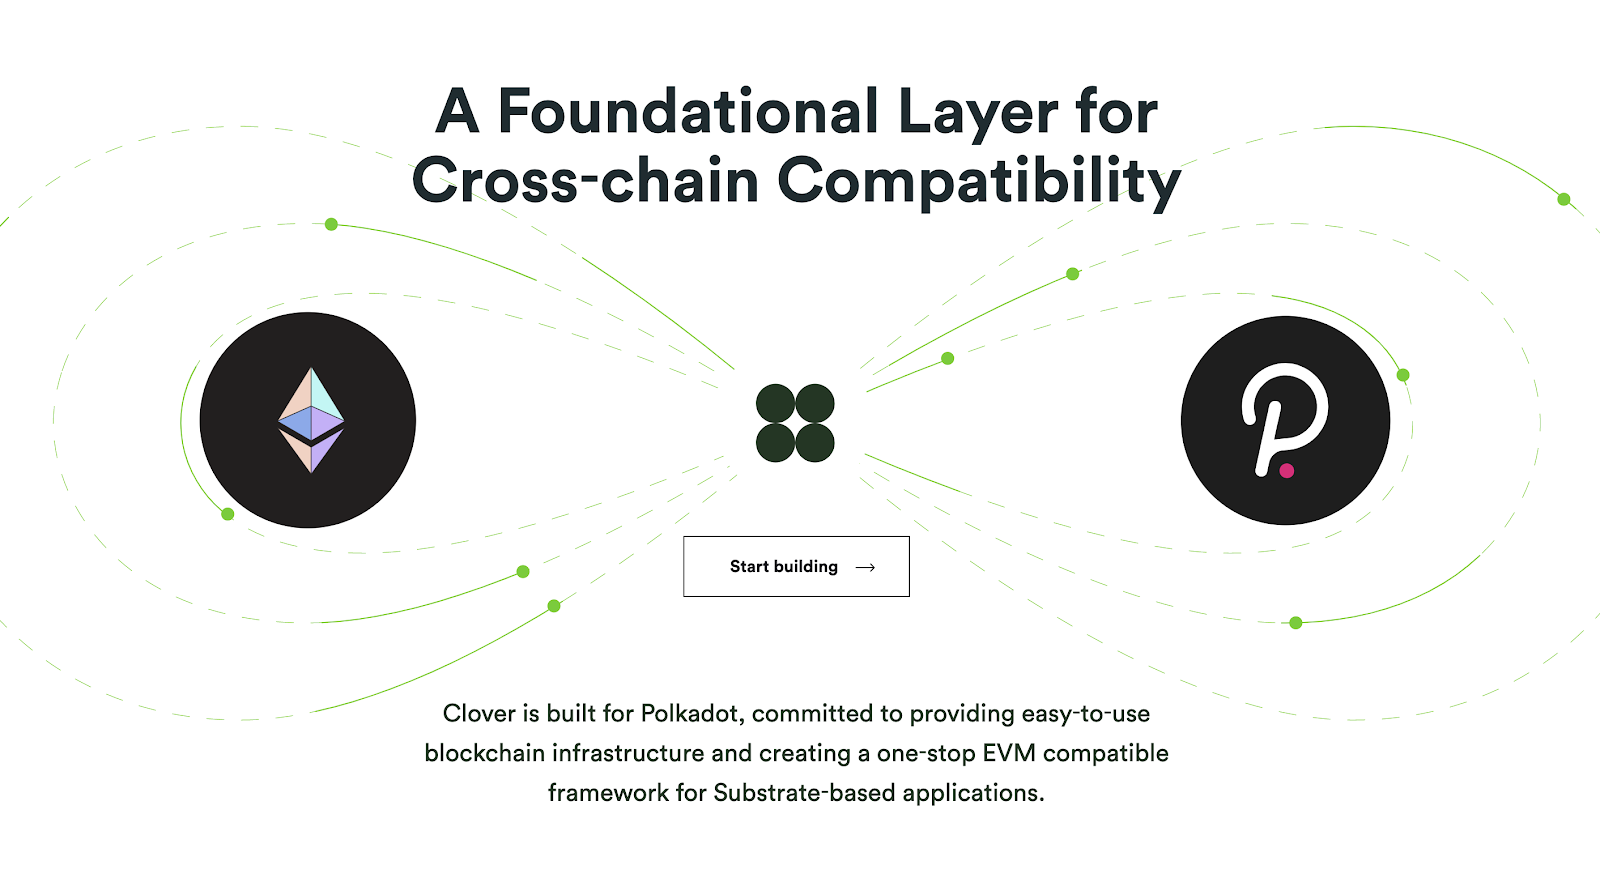 A Foundational Layer for
Cross-chain Compatibility
Start building
Clover is built for Polkadot, committed to providing easy-to-use
blockchain infrastructure and creating a one-stop EVM compatible
framework for Substrate-based applications.